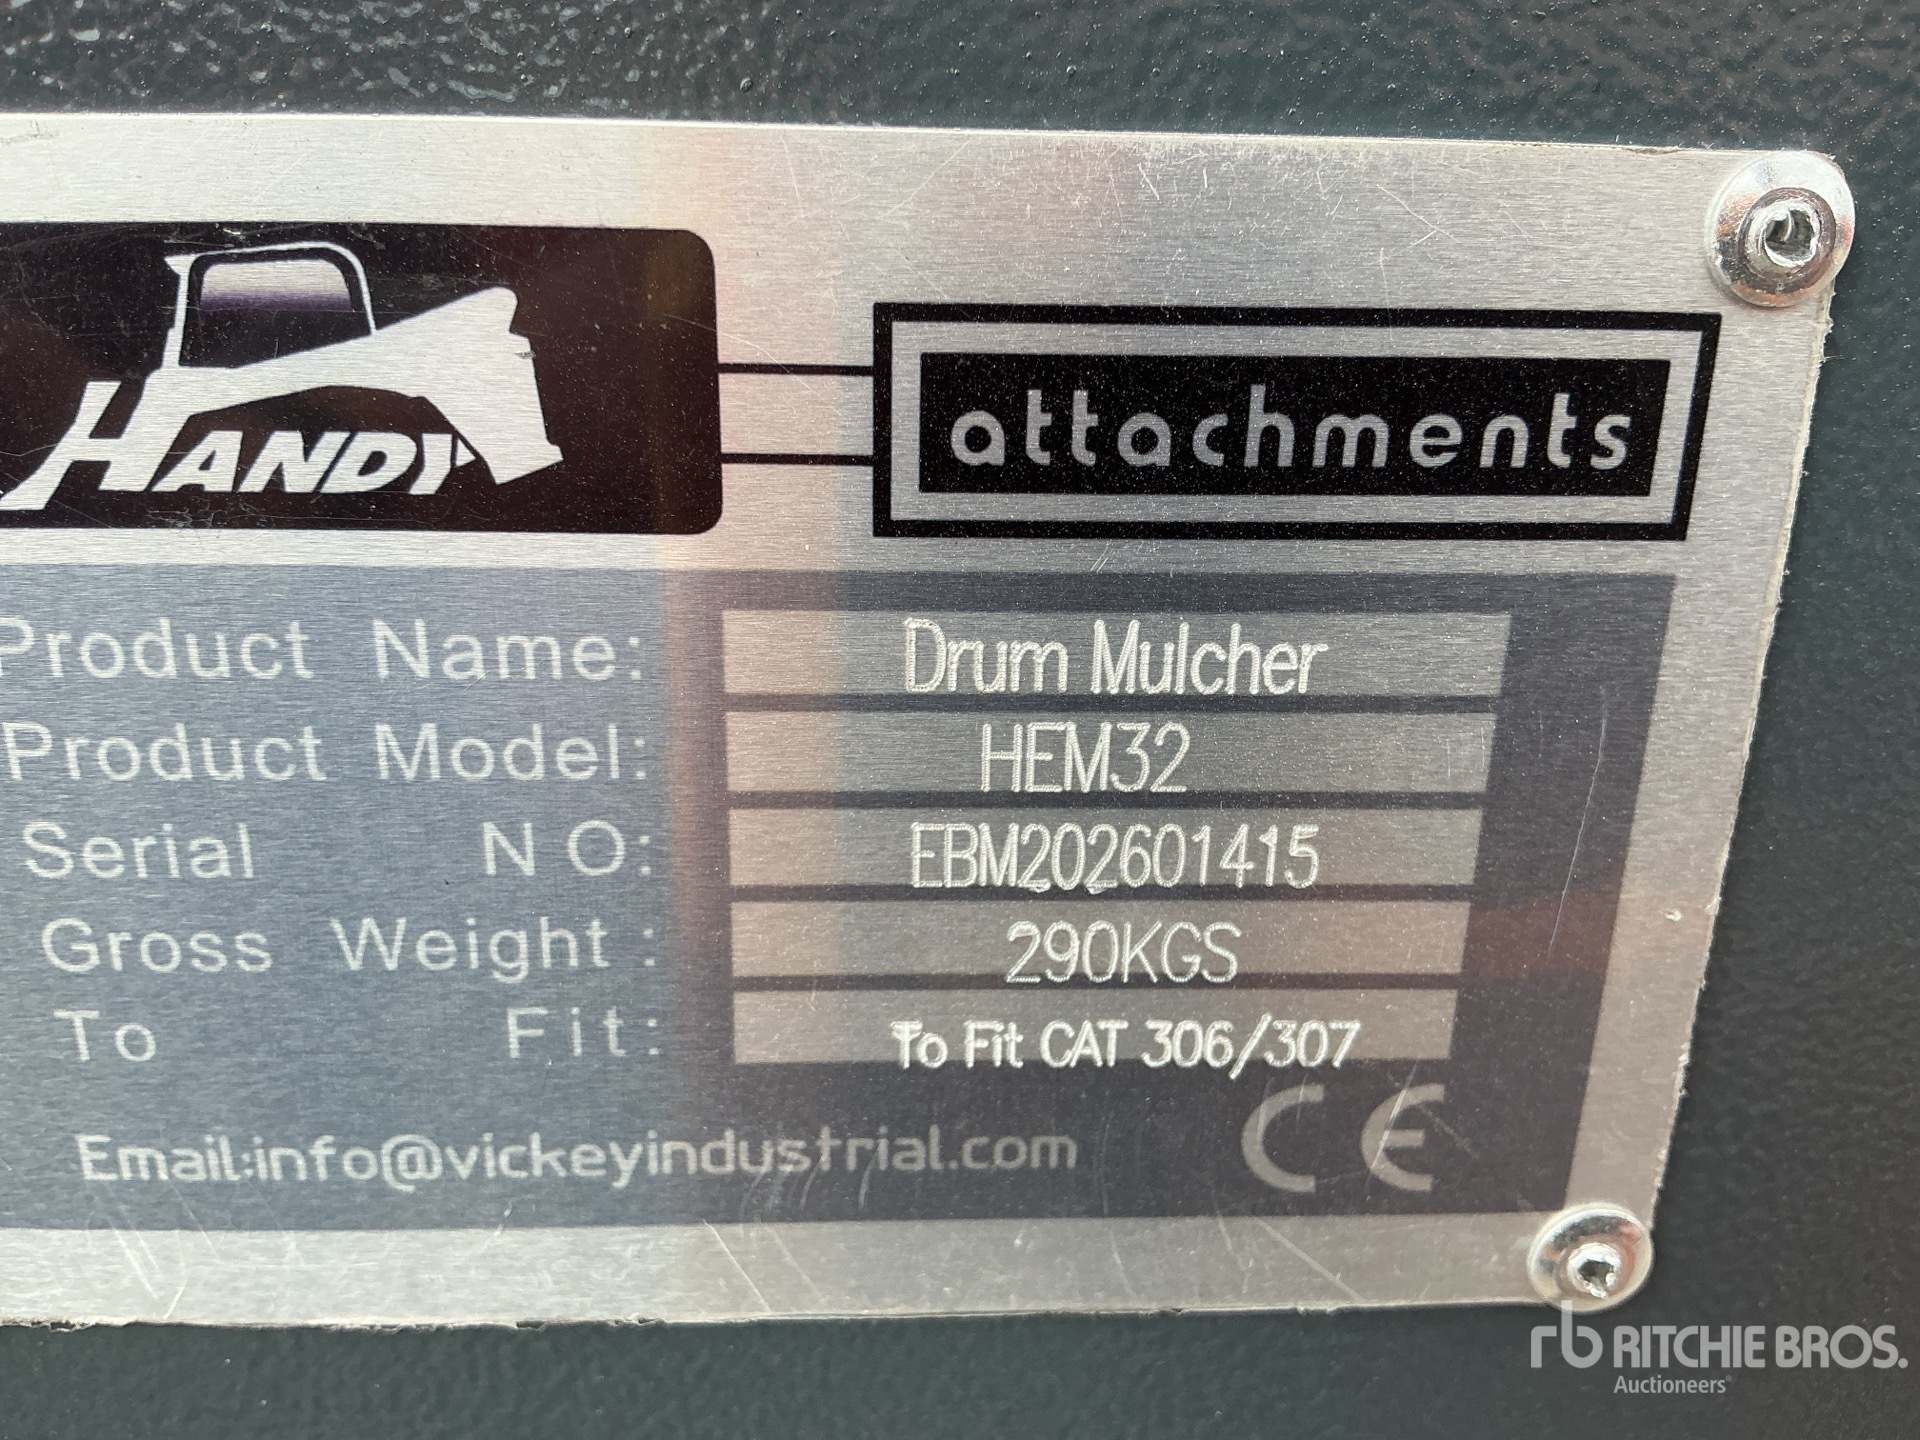 HANDY
attachments
Product Name: Drum Mulcher
Product Model: HEM32
Serial NO: EBM202601415
Gross Weight: 290KGS
To Fit: To Fit CAT 306/307
Email:info@vickeyindustrial.com CE
rb RITCHIE BROS.
Auctioneers